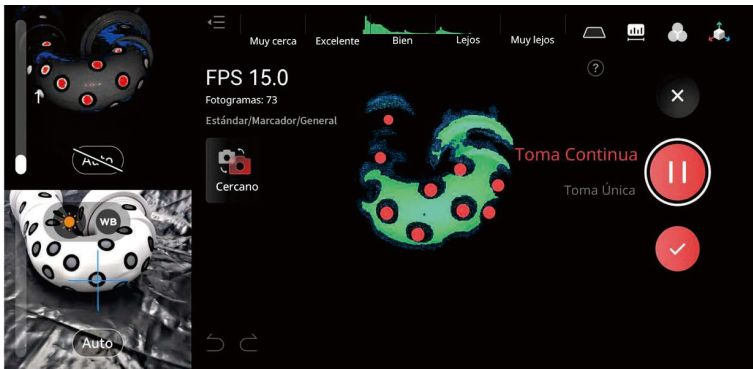 Muy cerca
Excelente
Bien
Lejos
Muy lejos
FPS 15.0
Fotogramas: 73
Estándar/Marcador/General
Cercano
?
Toma Continua
Toma Única
Auto
WB
Auto